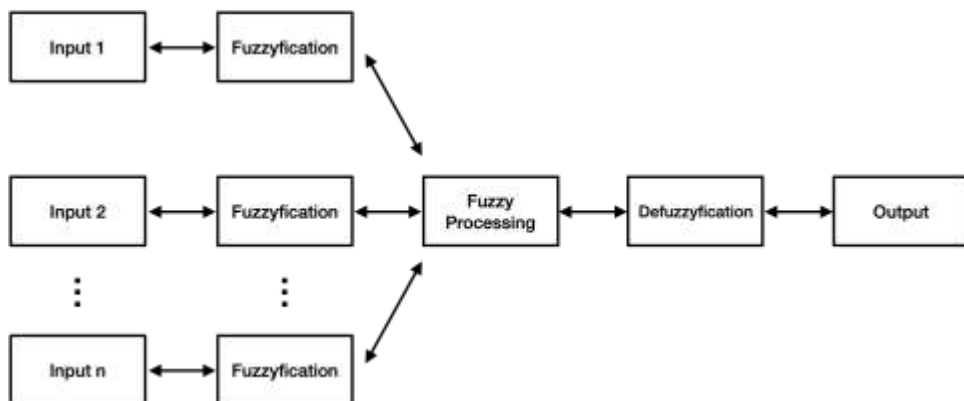 Input 1
Fuzzyfication
Input 2
Fuzzyfication
Fuzzy
Processing
Defuzzyfication
Output
Input n
Fuzzyfication